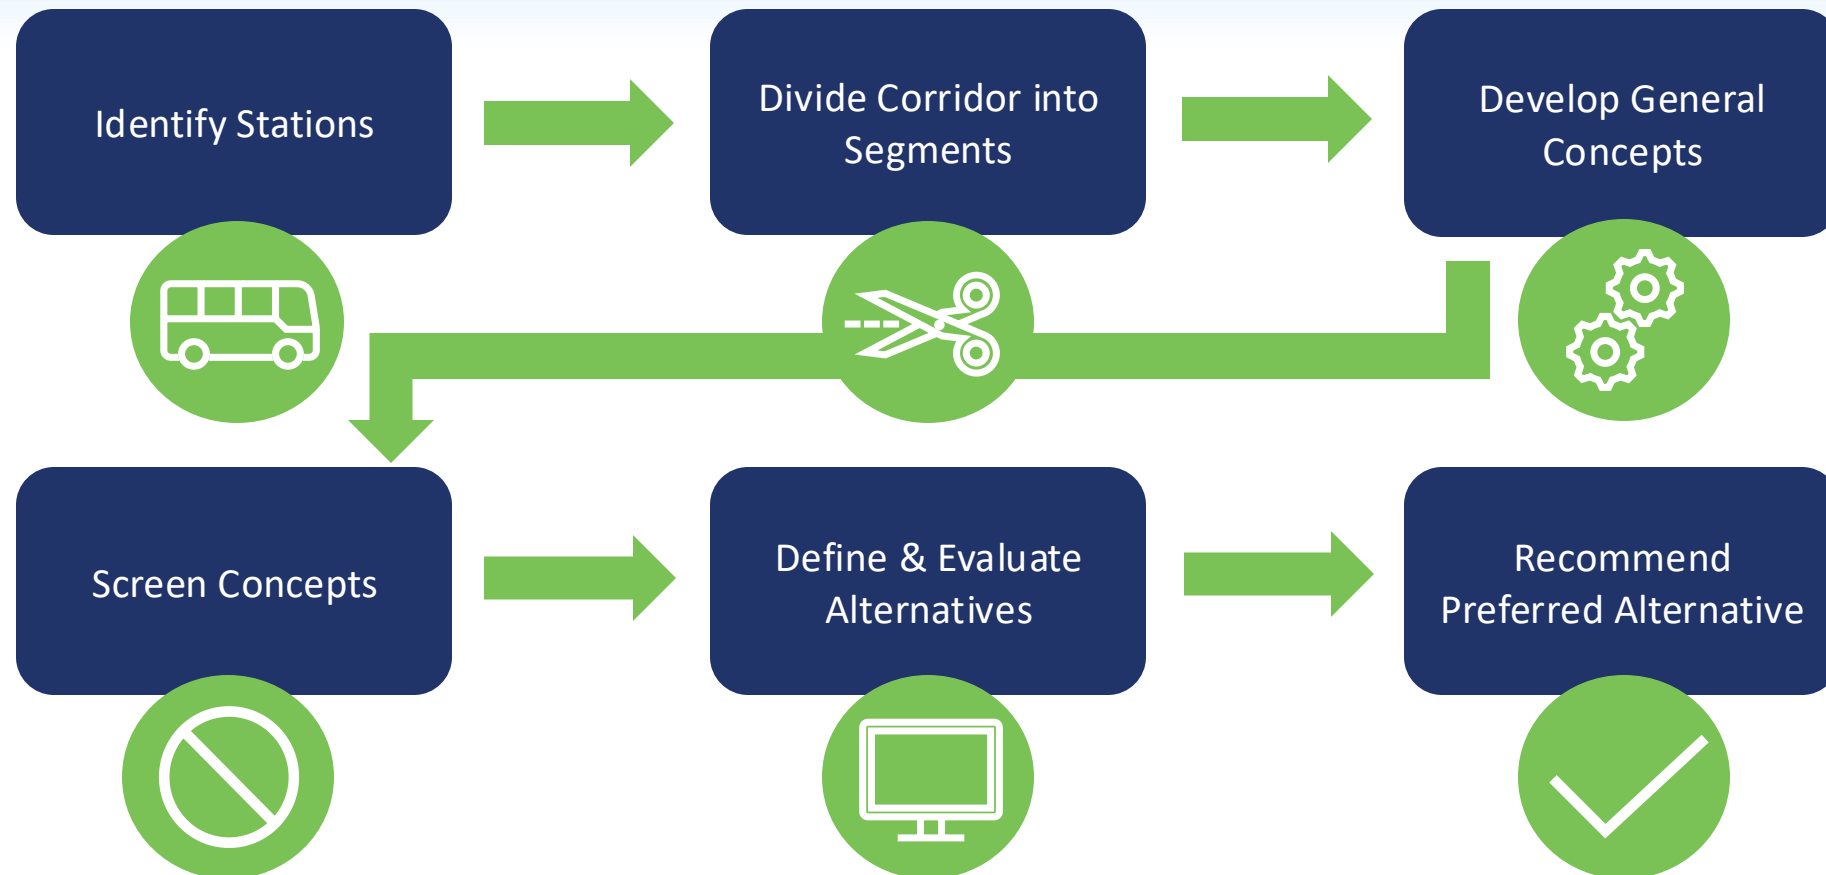 Identify Stations
Divide Corridor into
Segments
Develop General
Concepts
Screen Concepts
Define & Evaluate
Alternatives
Recommend
Preferred Alternative